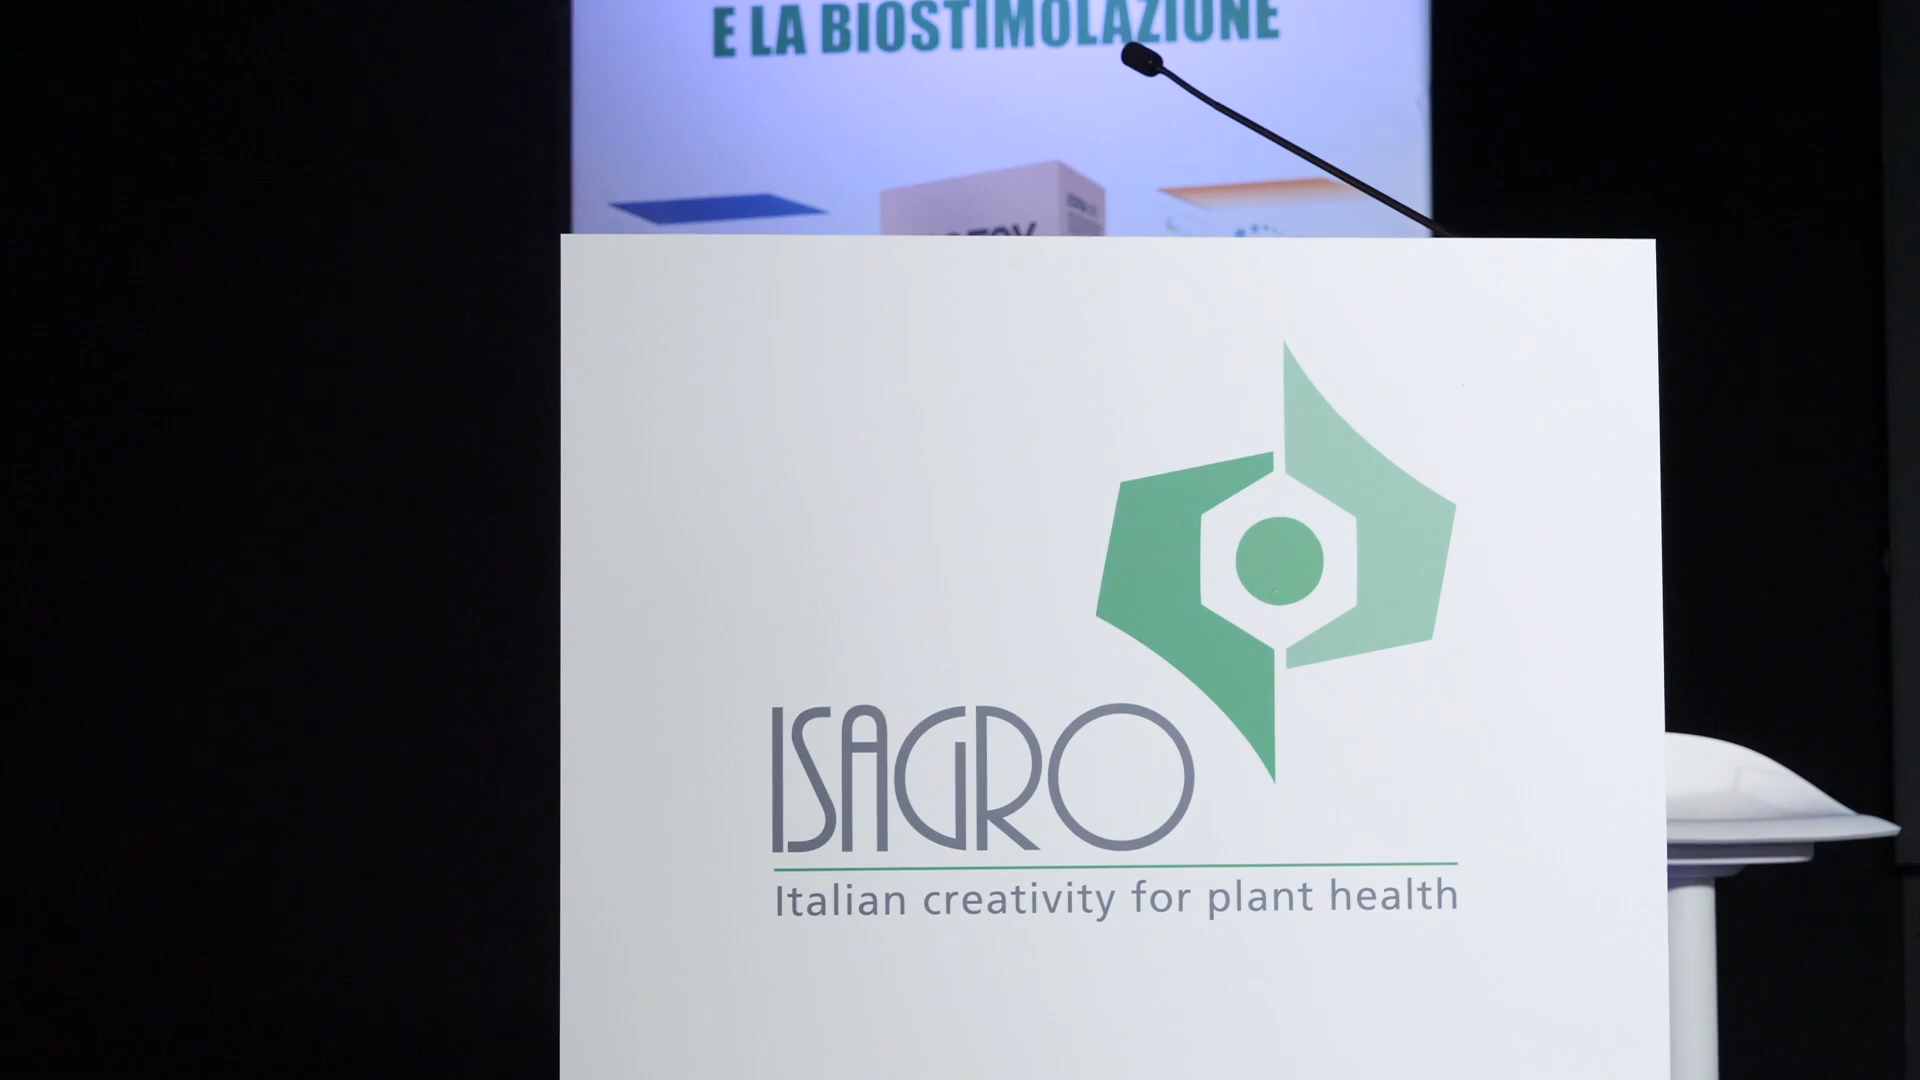 E LA BIOSTIMOLAZIONE
ISAGRO
Italian creativity for plant health